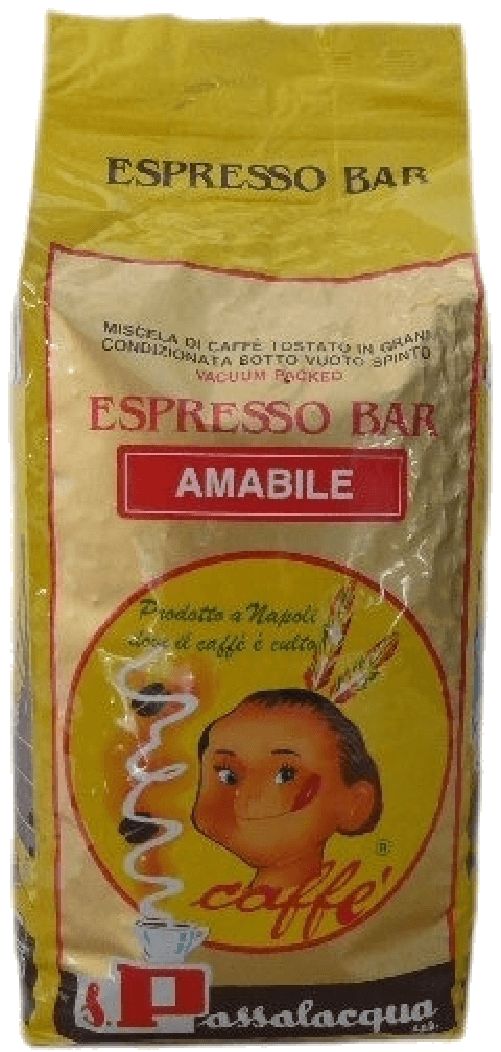 ESPRESSO BAR
MISCELA DI CAFFÈ TOSTATO IN GRANI
CONDIZIONATA SOTTO VUOTO SPINTO
VACUUM PACKED
ESPRESSO BAR
AMABILE
Prodotto a Napoli
dove il caffè è culto
®
caffè
S. Passalacqua
s.p.a.